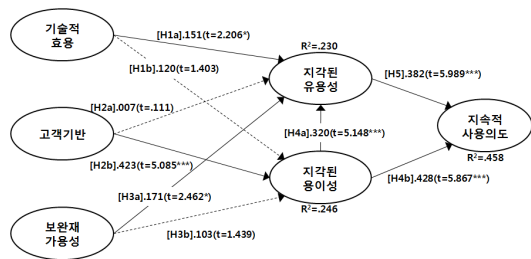 기술적
효용
[H1a].151(t=2.206*)
R²=.230
[H1b].120(t=1.403)
지각된
유용성
[H5].382(t=5.989***)
[H2a].007(t=.111)
고객기반
[H4a].320(t=5.148***)
지속적
사용의도
R²=.458
[H2b].423(t=5.085***)
지각된
용이성
[H4b].428(t=5.867***)
[H3a].171(t=2.462*)
R²=.246
보완재
가용성
[H3b].103(t=1.439)